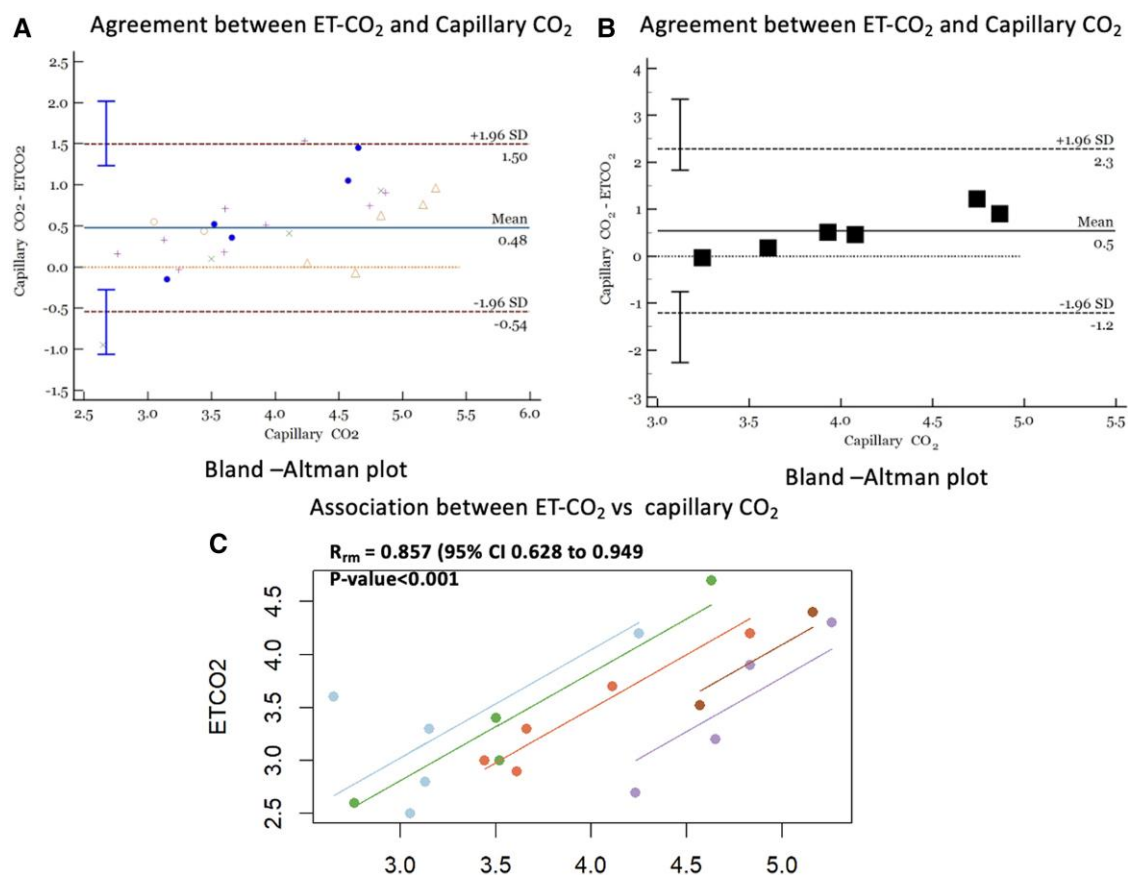 A
Agreement between ET-CO₂ and Capillary CO₂
2.5
2.0
1.5
1.0
0.5
0.0
-0.5
-1.0
-1.5
Capillary CO2 - ETCO2
+1.96 SD
1.50
Mean
0.48
-1.96 SD
-0.54
2.5 3.0 3.5 4.0 4.5 5.0 5.5 6.0
Capillary CO2
Bland –Altman plot
B
Agreement between ET-CO₂ and Capillary CO₂
4
3
2
1
0
-1
-2
-3
Capillary CO₂ - ETCO₂
+1.96 SD
2.3
Mean
0.5
-1.96 SD
-1.2
3.0 3.5 4.0 4.5 5.0 5.5
Capillary CO₂
Bland –Altman plot
Association between ET-CO₂ vs capillary CO₂
C
Rrm = 0.857 (95% CI 0.628 to 0.949
P-value<0.001
4.5
4.0
3.5
3.0
2.5
ETCO2
3.0 3.5 4.0 4.5 5.0